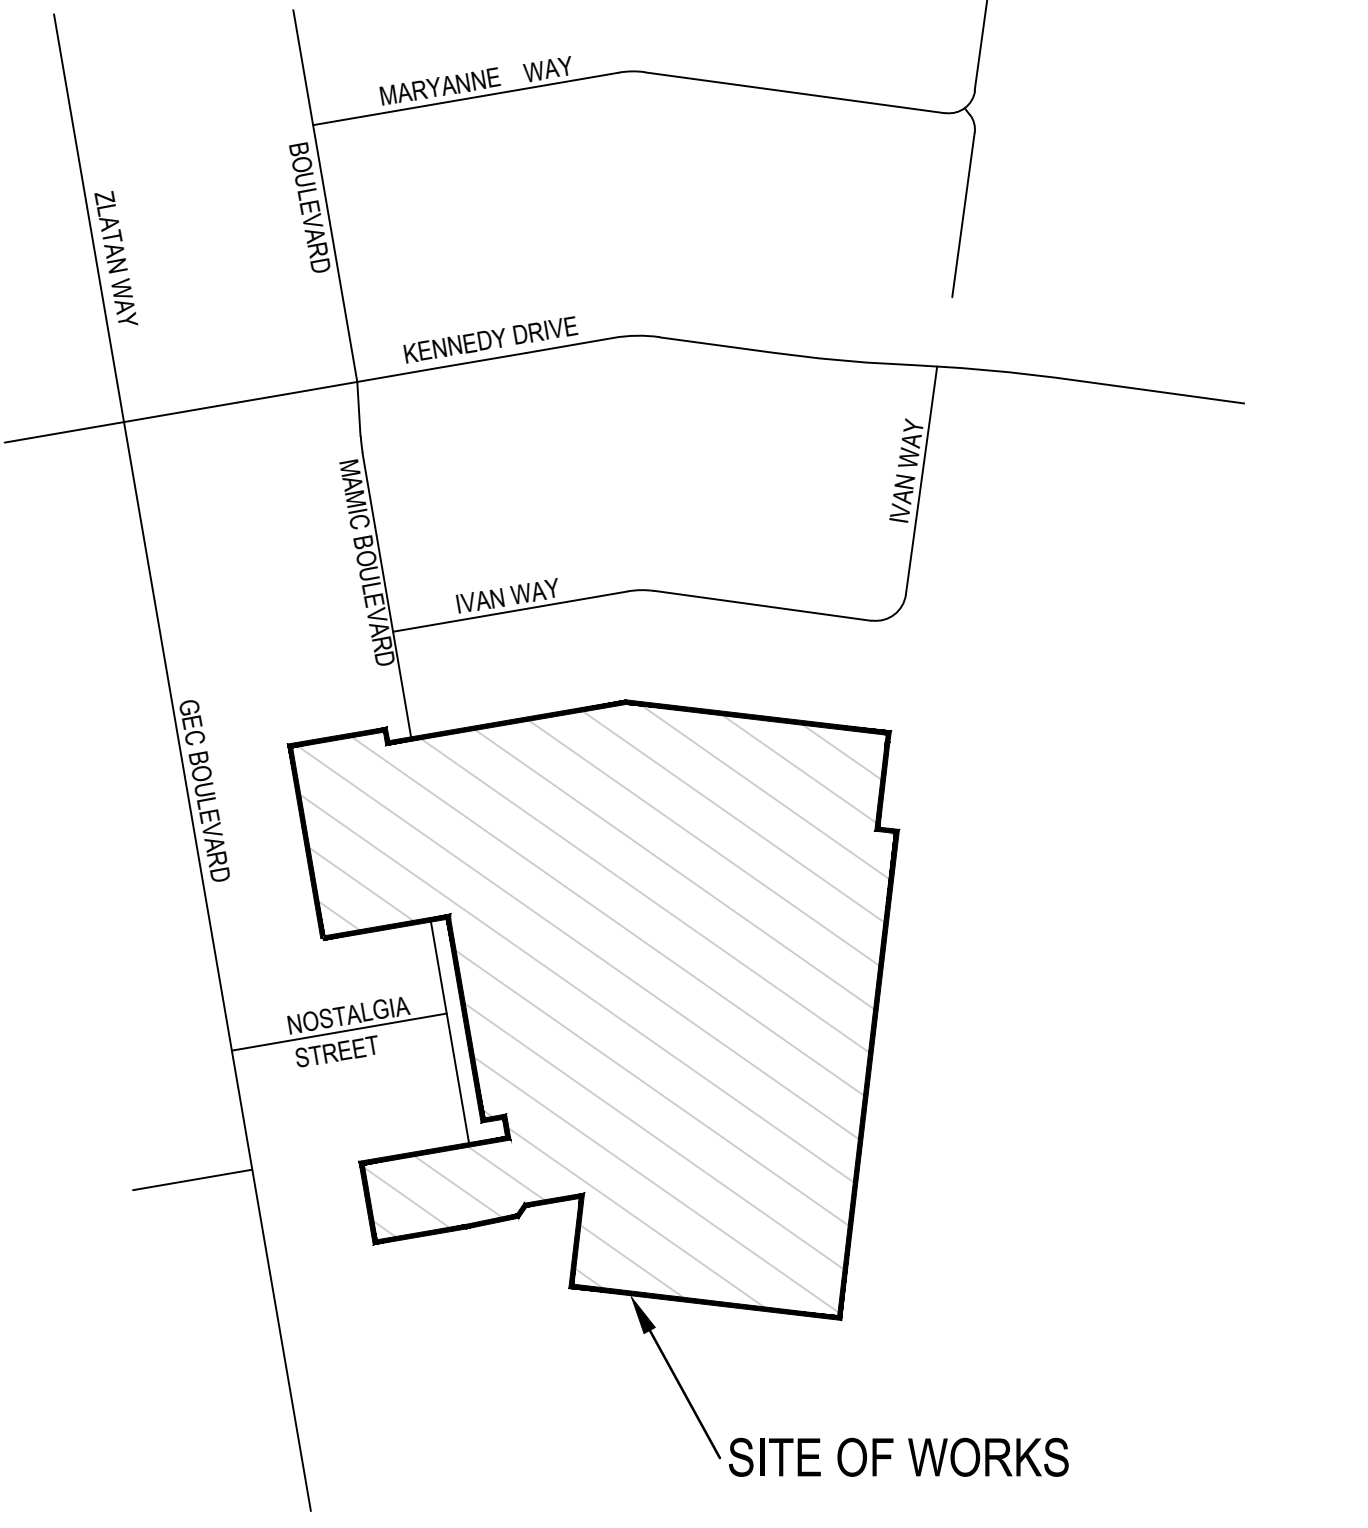 MARYANNE WAY
BOULEVARD
ZLATAN WAY
KENNEDY DRIVE
IVAN WAY
MAMIC BOULEVARD
IVAN WAY
GEC BOULEVARD
NOSTALGIA
STREET
SITE OF WORKS